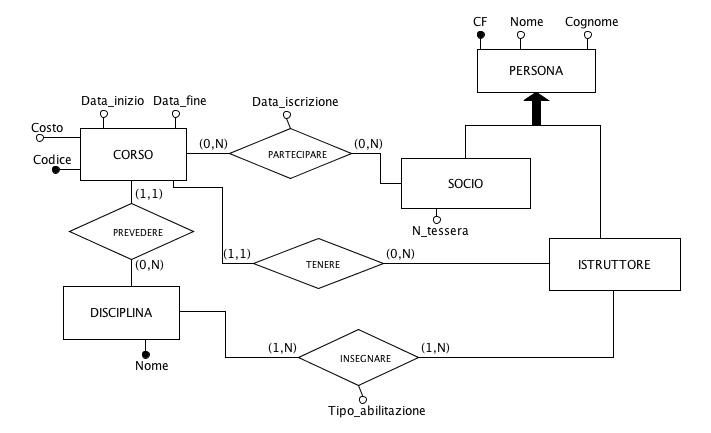 CF Nome Cognome
PERSONA
Data_inizio Data_fine Data_iscrizione
Costo
(0,N) (0,N)
Codice CORSO PARTECIPARE
SOCIO
(1,1)
N_tessera
PREVEDERE
(1,1) (0,N)
(0,N) TENERE ISTRUTTORE
DISCIPLINA
(1,N) (1,N)
INSEGNARE
Nome
Tipo_abilitazione